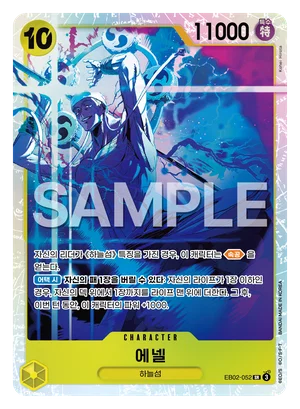 10
11000
특수
特
SAMPLE
자신의 리더가 《하늘섬》 특징을 가진 경우, 이 캐릭터는 속공 을
얻는다.
어택 시 자신의 패 1장을 버릴 수 있다: 자신의 라이프가 1장 이하인
경우, 자신의 덱 위에서 1장까지를 라이프 맨 위에 더한다. 그 후,
이번 턴 동안, 이 캐릭터의 파워 +1000.
CHARACTER
에넬
하늘섬
EB02-052 SR 3